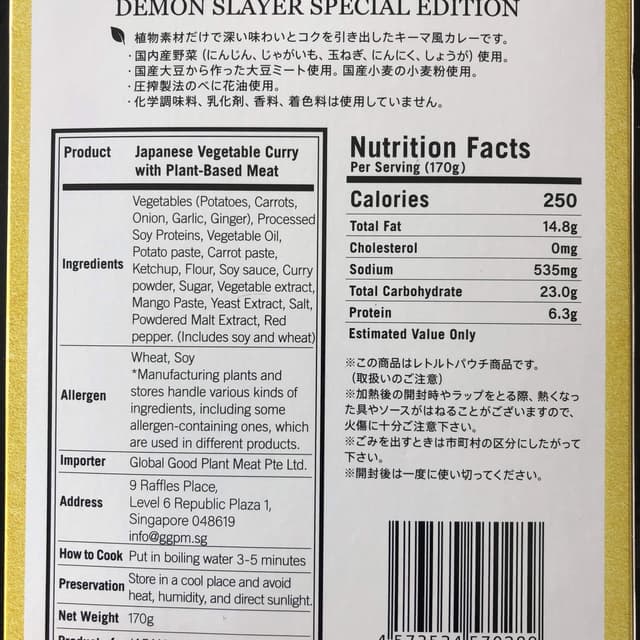 DEMON SLAYER SPECIAL EDITION
植物素材だけで深い味わいとコクを引き出したキーマ風カレーです。
・国内産野菜(にんじん、じゃがいも、玉ねぎ、にんにく、しょうが)使用。
・国産大豆から作った大豆ミート使用。国産小麦の小麦粉使用。
・圧搾製法のべに花油使用。
・化学調味料、乳化剤、香料、着色料は使用していません。
Product Japanese Vegetable Curry
with Plant-Based Meat
Ingredients
Vegetables (Potatoes, Carrots,
Onion, Garlic, Ginger), Processed
Soy Proteins, Vegetable Oil,
Potato paste, Carrot paste,
Ketchup, Flour, Soy sauce, Curry
powder, Sugar, Vegetable extract,
Mango Paste, Yeast Extract, Salt,
Powdered Malt Extract, Red
pepper. (Includes soy and wheat)
Allergen
Wheat, Soy
*Manufacturing plants and
stores handle various kinds of
ingredients, including some
allergen-containing ones, which
are used in different products.
Importer Global Good Plant Meat Pte Ltd.
Address
9 Raffles Place,
Level 6 Republic Plaza 1,
Singapore 048619
info@ggpm.sg
How to Cook Put in boiling water 3-5 minutes
Preservation
Store in a cool place and avoid
heat, humidity, and direct sunlight.
Net Weight 170g
Nutrition Facts
Per Serving (170g)
Calories 250
Total Fat 14.8g
Cholesterol 0mg
Sodium 535mg
Total Carbohydrate 23.0g
Protein 6.3g
Estimated Value Only
※この商品はレトルトパウチ商品です。
(取扱いのご注意)
※加熱後の開封時やラップをとる際、熱くなっ
た具やソースがはねることがございますので、
火傷に十分ご注意下さい。
※ごみを出すときは市町村の区分にしたがって
下さい。
※開封後は一度に使い切ってください。